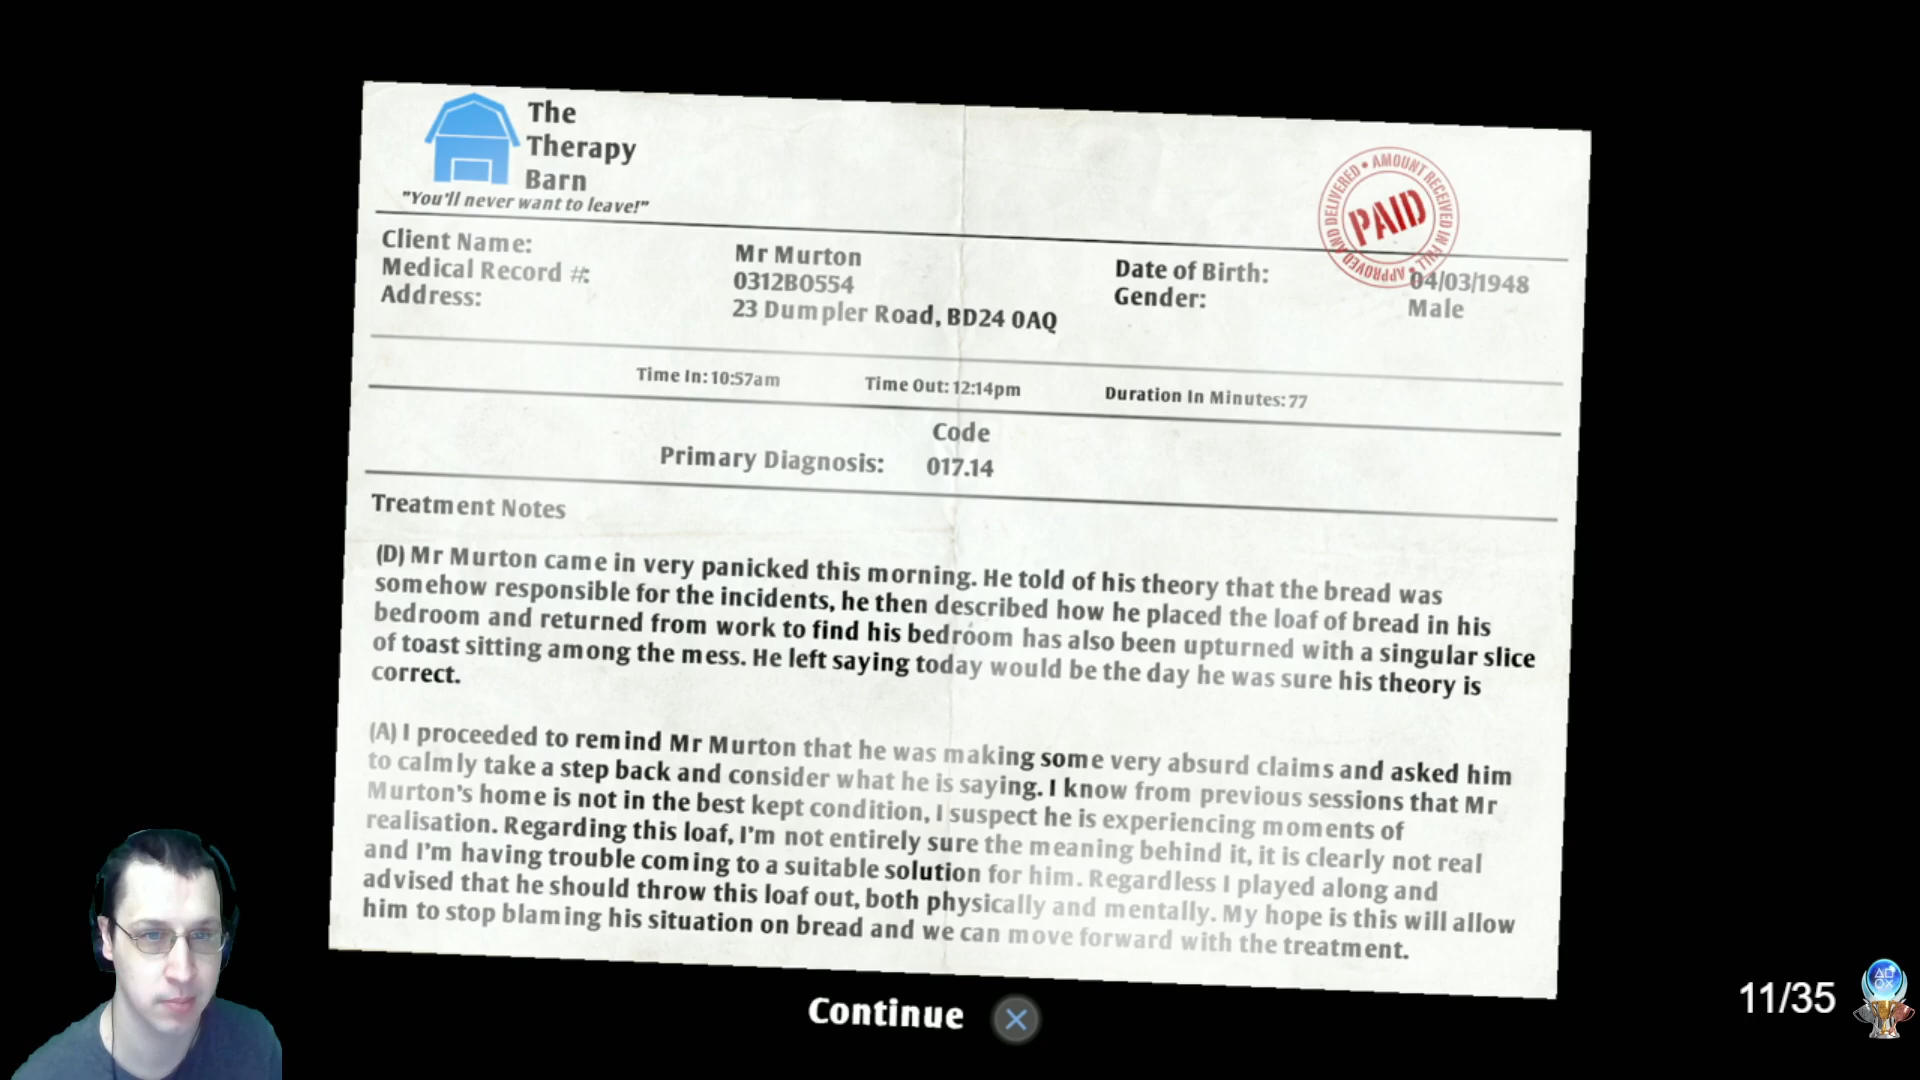 The
Therapy
Barn
"You'll never want to leave!"
AMOUNT RECEIVED IN FULL • APPROVED AND DELIVERED •
PAID
Client Name: Mr Murton Date of Birth: 04/03/1948
Medical Record #: 0312BO554 Gender: Male
Address: 23 Dumpler Road, BD24 0AQ
Time In: 10:57am Time Out: 12:14pm Duration In Minutes: 77
Code
Primary Diagnosis: 017.14
Treatment Notes
(D) Mr Murton came in very panicked this morning. He told of his theory that the bread was
somehow responsible for the incidents, he then described how he placed the loaf of bread in his
bedroom and returned from work to find his bedroom has also been upturned with a singular slice
of toast sitting among the mess. He left saying today would be the day he was sure his theory is
correct.
(A) I proceeded to remind Mr Murton that he was making some very absurd claims and asked him
to calmly take a step back and consider what he is saying. I know from previous sessions that Mr
Murton's home is not in the best kept condition, I suspect he is experiencing moments of
realisation. Regarding this loaf, I'm not entirely sure the meaning behind it, it is clearly not real
and I'm having trouble coming to a suitable solution for him. Regardless I played along and
advised that he should throw this loaf out, both physically and mentally. My hope is this will allow
him to stop blaming his situation on bread and we can move forward with the treatment.
Continue
11/35